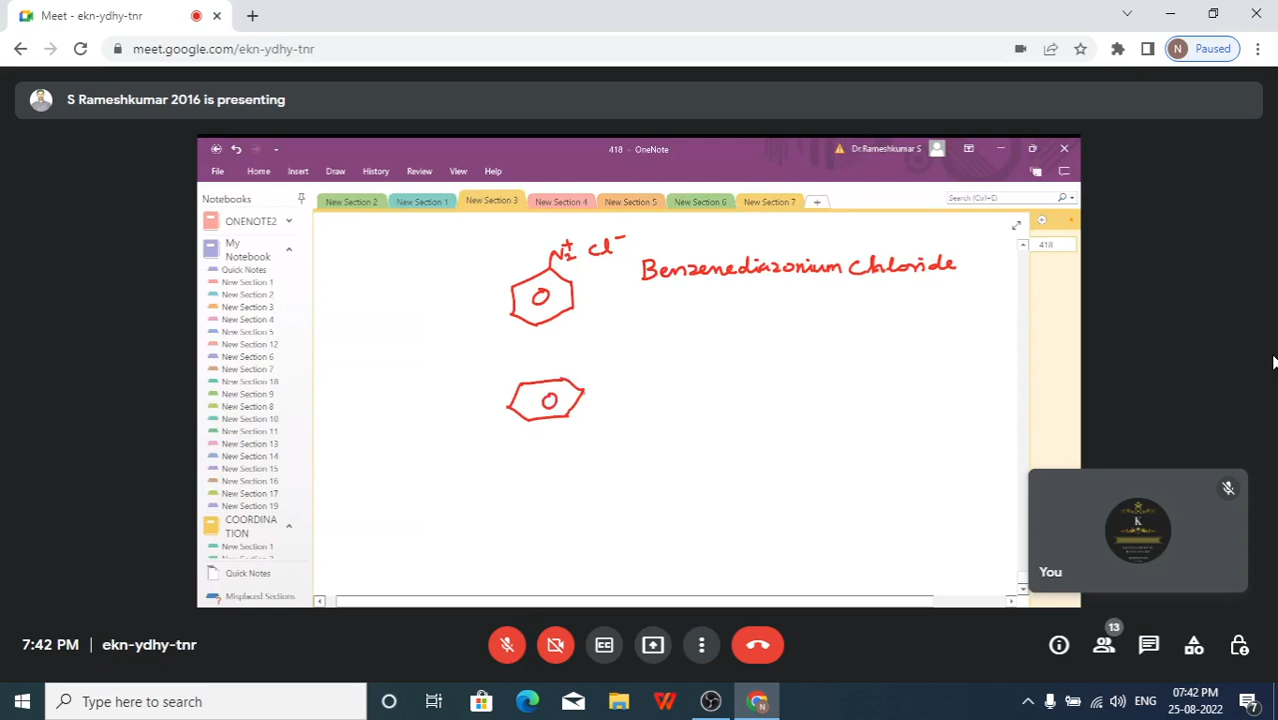 Meet - ekn-ydhy-tnr
meet.google.com/ekn-ydhy-tnr
N Paused
S Rameshkumar 2016 is presenting
418 - OneNote
Dr.Rameshkumar S
File Home Insert Draw History Review View Help
Notebooks
New Section 2 New Section 1 New Section 3 New Section 4 New Section 5 New Section 6 New Section 7
Search (Ctrl+E)
ONENOTE2
My
Notebook
Quick Notes
New Section 1
New Section 2
New Section 3
New Section 4
New Section 5
New Section 12
New Section 6
New Section 7
New Section 18
New Section 9
New Section 8
New Section 10
New Section 11
New Section 13
New Section 14
New Section 15
New Section 16
New Section 17
New Section 19
COORDINA
TION
New Section 1
Quick Notes
Misplaced Sections
418
N₂⁺ Cl⁻
Benzenediazonium Chloride
K
You
7:42 PM | ekn-ydhy-tnr
13
Type here to search
W
N
ENG
07:42 PM
25-08-2022
7